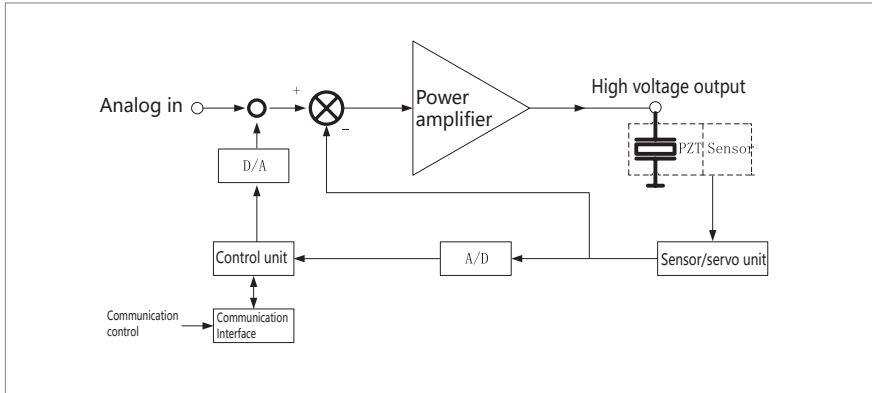 High voltage output
Analog in
+
−
Power
amplifier
PZT Sensor
D/A
Control unit
A/D
Sensor/servo unit
Communication
control
Communication
Interface